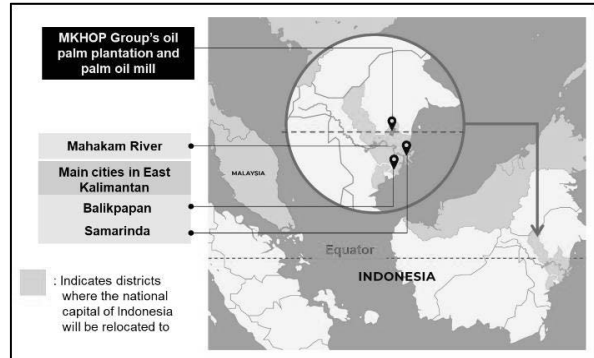 MKHOP Group's oil
palm plantation and
palm oil mill
Mahakam River
Main cities in East
Kalimantan
Balikpapan
Samarinda
: Indicates districts
where the national
capital of Indonesia
will be relocated to
MALAYSIA
Equator
INDONESIA